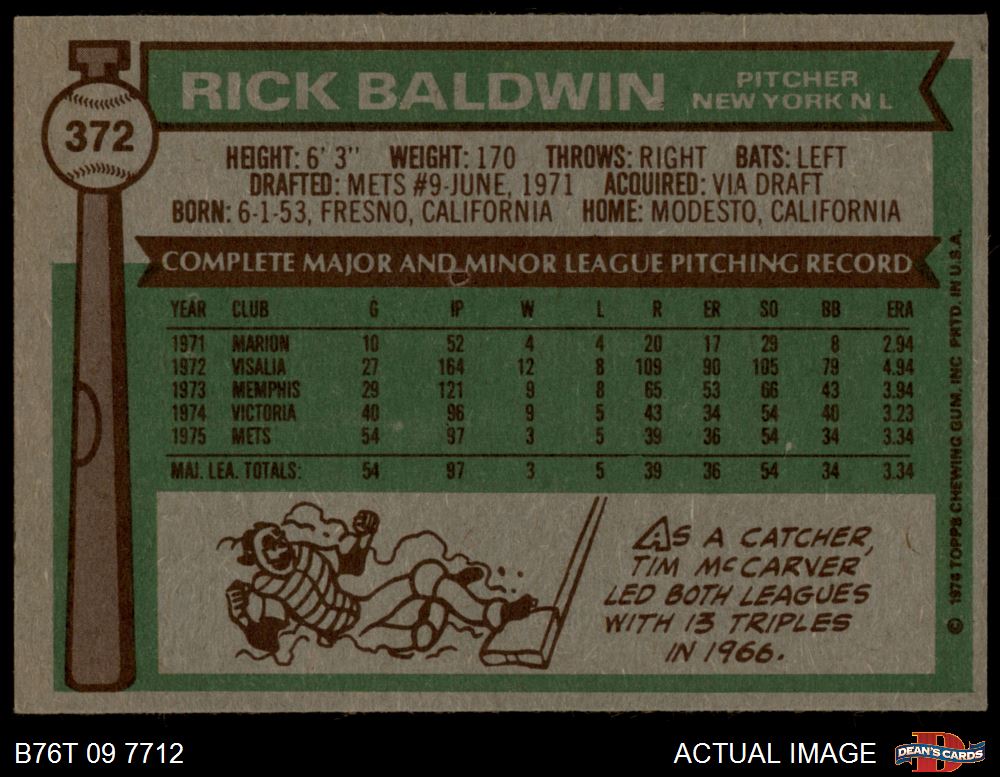 372
RICK BALDWIN
PITCHER
NEW YORK N L
HEIGHT: 6' 3" WEIGHT: 170 THROWS: RIGHT BATS: LEFT
DRAFTED: METS #9-JUNE, 1971 ACQUIRED: VIA DRAFT
BORN: 6-1-53, FRESNO, CALIFORNIA HOME: MODESTO, CALIFORNIA
COMPLETE MAJOR AND MINOR LEAGUE PITCHING RECORD
YEAR CLUB G IP W L R ER SO BB ERA
1971 MARION 10 52 4 4 20 17 29 8 2.94
1972 VISALIA 27 164 12 8 109 90 105 79 4.94
1973 MEMPHIS 29 121 9 8 65 53 66 43 3.94
1974 VICTORIA 40 96 9 5 43 34 54 40 3.23
1975 METS 54 97 3 5 39 36 54 34 3.34
MAJ. LEA. TOTALS: 54 97 3 5 39 36 54 34 3.34
AS A CATCHER,
TIM McCARVER
LED BOTH LEAGUES
WITH 13 TRIPLES
IN 1966.
© 1976 TOPPS CHEWING GUM, INC. PRTD. IN U.S.A.
B76T 09 7712
ACTUAL IMAGE
D
DEAN'S CARDS